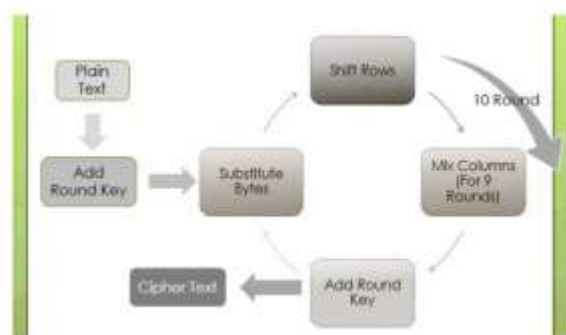 Plain
Text
Add
Round Key
Substitute
Bytes
Shift Rows
10 Round
Mix Columns
(For 9
Rounds)
Add Round
Key
Cipher Text